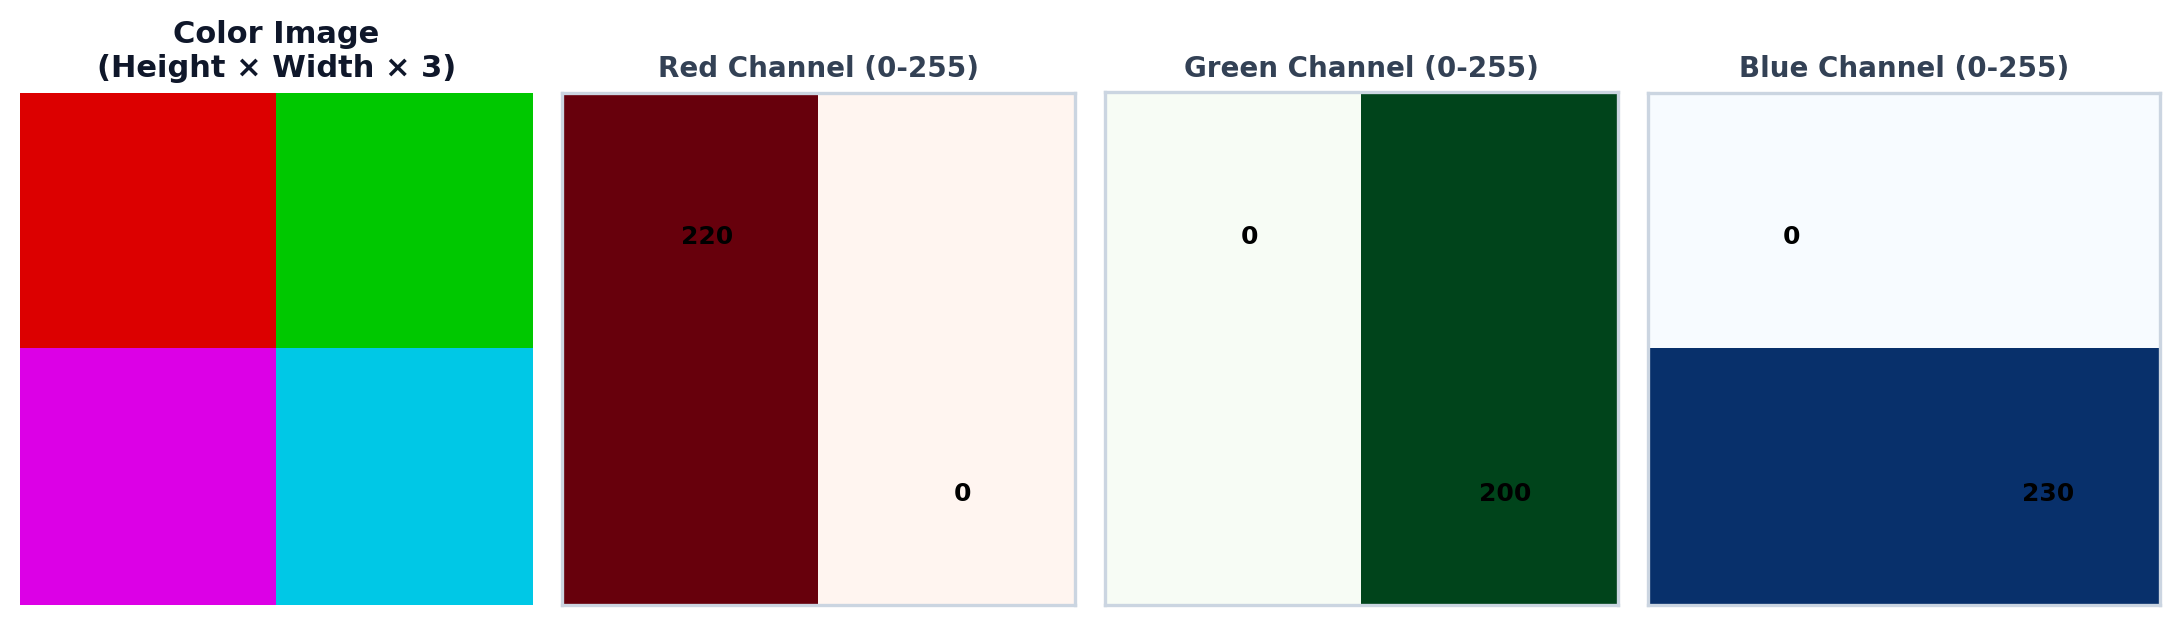 Color Image
(Height × Width × 3)
Red Channel (0-255)
Green Channel (0-255)
Blue Channel (0-255)
220
0
0
0
200
230